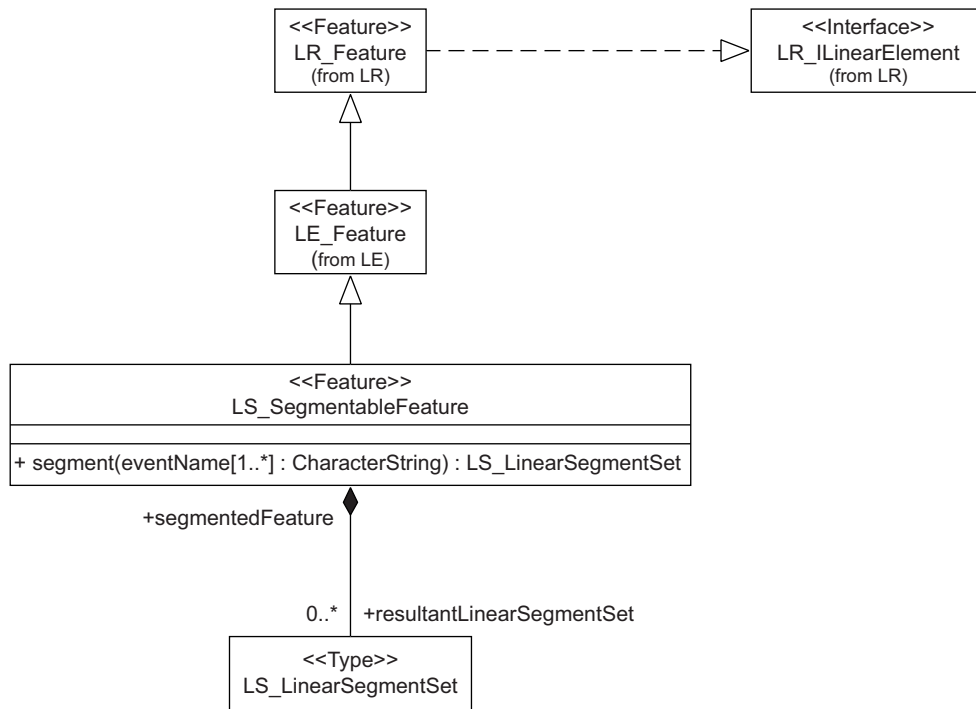 <<Feature>>
LR_Feature
(from LR)
<<Interface>>
LR_ILinearElement
(from LR)
<<Feature>>
LE_Feature
(from LE)
<<Feature>>
LS_SegmentableFeature
+ segment(eventName[1..*] : CharacterString) : LS_LinearSegmentSet
+segmentedFeature
0..* +resultantLinearSegmentSet
<<Type>>
LS_LinearSegmentSet